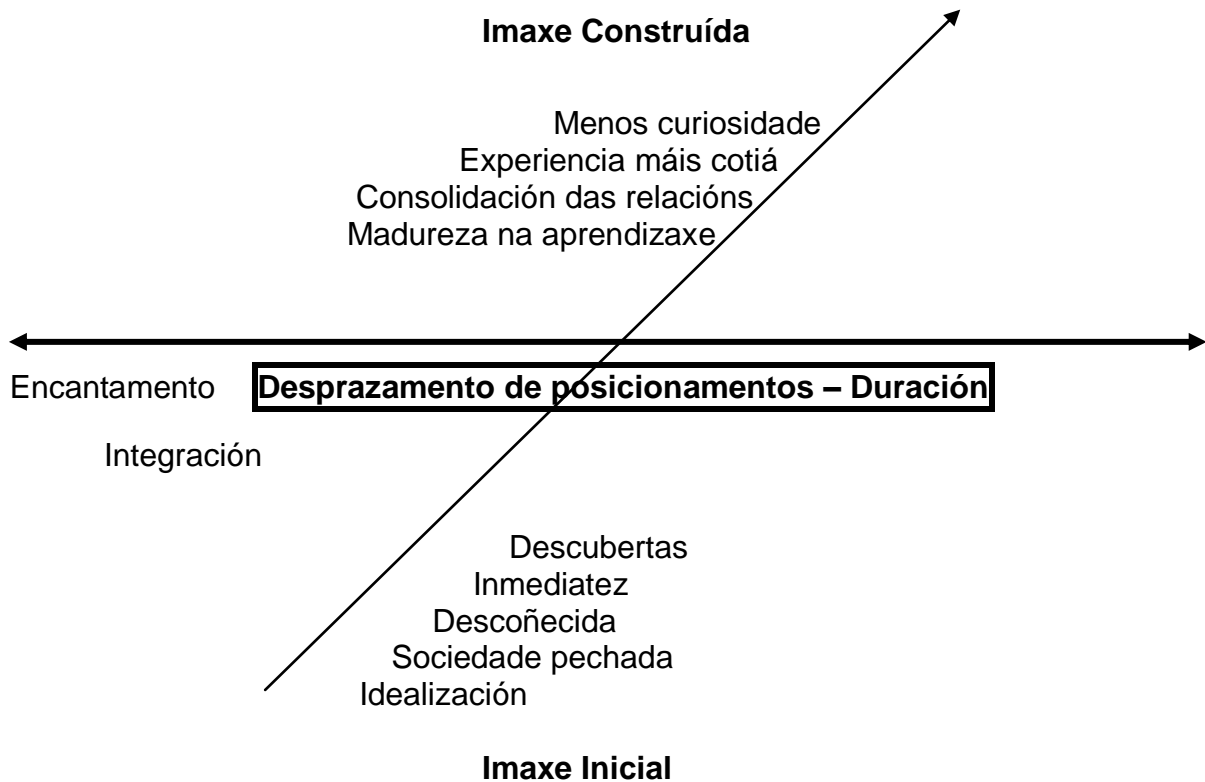 Imaxe Construída
Menos curiosidade
Experiencia máis cotiá
Consolidación das relacións
Madureza na aprendizaxe
Encantamento
Desprazamento de posicionamentos – Duración
Integración
Descubertas
Inmediatez
Descoñecida
Sociedade pechada
Idealización
Imaxe Inicial